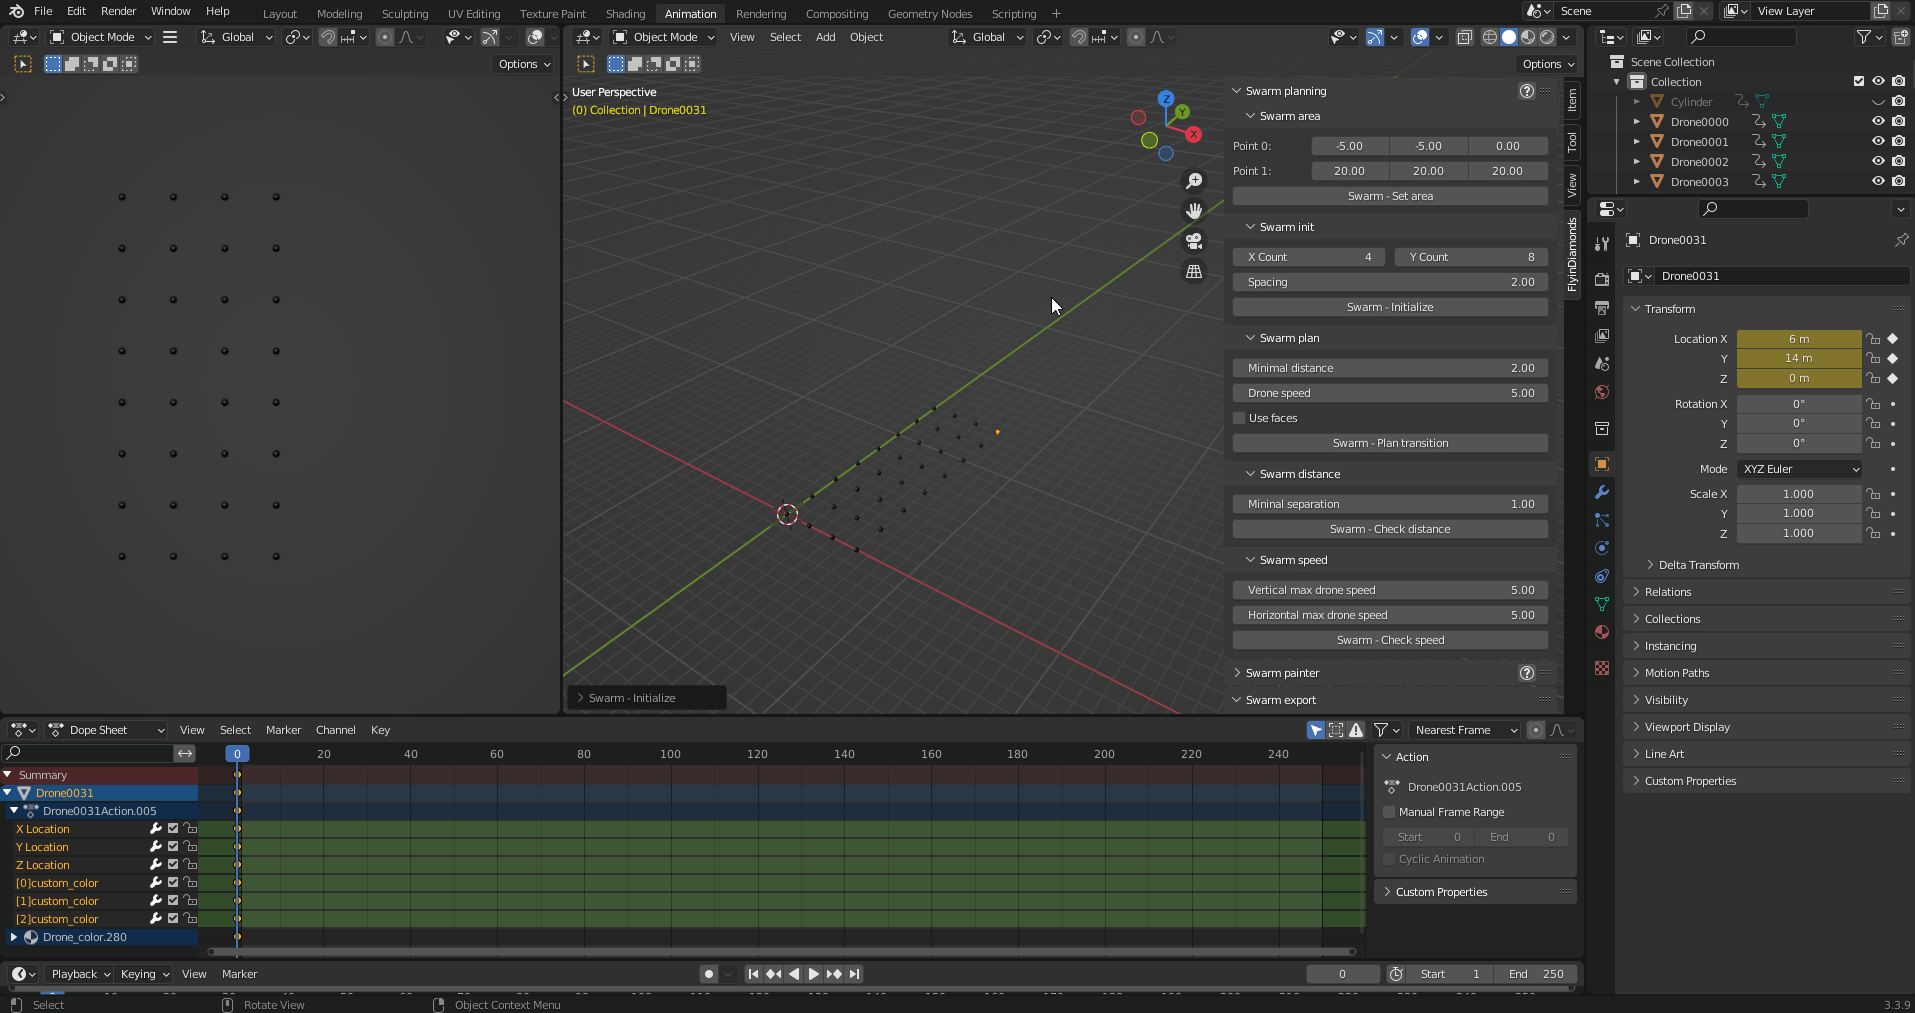 File Edit Render Window Help Layout Modeling Sculpting UV Editing Texture Paint Shading Animation Rendering Compositing Geometry Nodes Scripting + Scene View Layer
Object Mode Global
Object Mode View Select Add Object Global
Options
Options
User Perspective
(0) Collection | Drone0031
Z
Y
X
Swarm - Initialize
Swarm planning
Swarm area
Point 0: -5.00 -5.00 0.00
Point 1: 20.00 20.00 20.00
Swarm - Set area
Swarm init
X Count 4 Y Count 8
Spacing 2.00
Swarm - Initialize
Swarm plan
Minimal distance 2.00
Drone speed 5.00
Use faces
Swarm - Plan transition
Swarm distance
Mininal separation 1.00
Swarm - Check distance
Swarm speed
Vertical max drone speed 5.00
Horizontal max drone speed 5.00
Swarm - Check speed
Swarm painter
Swarm export
Item
Tool
View
FlyinDiamonds
Scene Collection
Collection
Cylinder
Drone0000
Drone0001
Drone0002
Drone0003
Drone0031
Drone0031
Transform
Location X 6 m
Y 14 m
Z 0 m
Rotation X 0°
Y 0°
Z 0°
Mode XYZ Euler
Scale X 1.000
Y 1.000
Z 1.000
Delta Transform
Relations
Collections
Instancing
Motion Paths
Visibility
Viewport Display
Line Art
Custom Properties
Dope Sheet View Select Marker Channel Key Nearest Frame
0 20 40 60 80 100 120 140 160 180 200 220 240
Summary
Drone0031
Drone0031Action.005
X Location
Y Location
Z Location
[0]custom_color
[1]custom_color
[2]custom_color
Drone_color.280
Action
Drone0031Action.005
Manual Frame Range
Start 0 End 0
Cyclic Animation
Custom Properties
Playback Keying View Marker 0 Start 1 End 250
Select Rotate View Object Context Menu 3.3.9